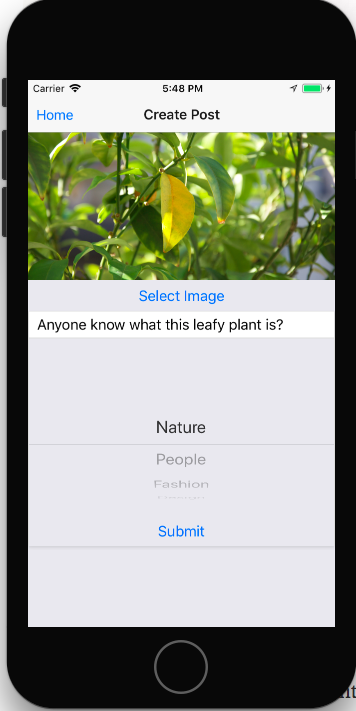 Carrier
5:48 PM
Home
Create Post
Select Image
Anyone know what this leafy plant is?
Nature
People
Fashion
Submit